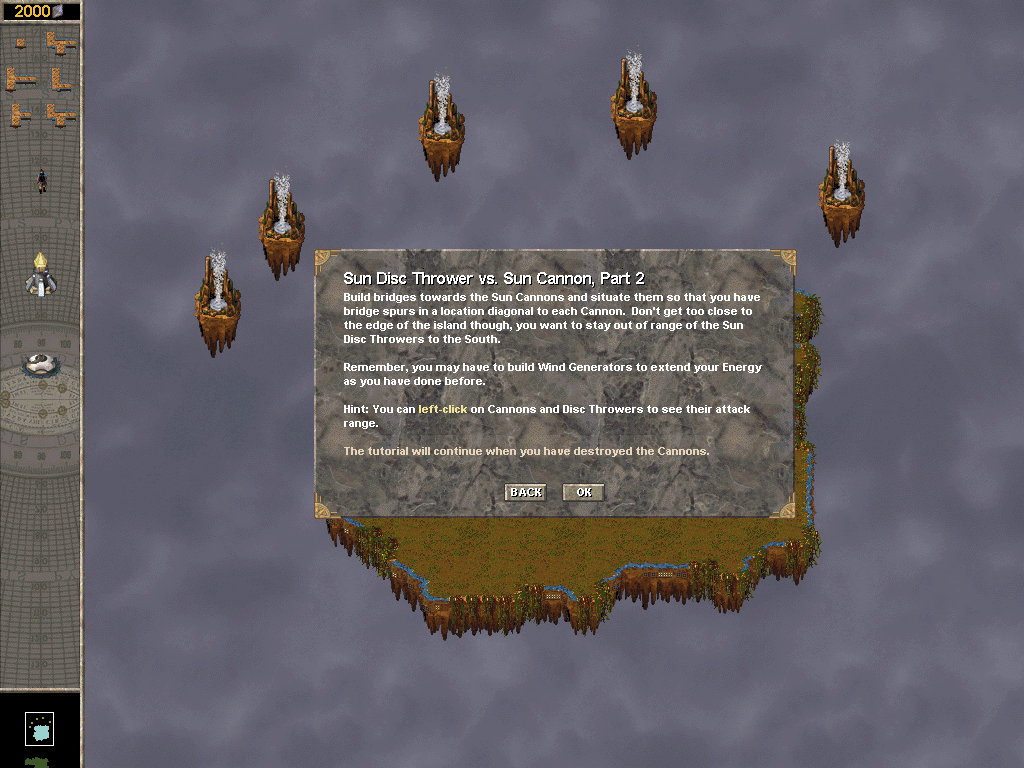 2000
Sun Disc Thrower vs. Sun Cannon, Part 2
Build bridges towards the Sun Cannons and situate them so that you have
bridge spurs in a location diagonal to each Cannon. Don't get too close to
the edge of the island though, you want to stay out of range of the Sun
Disc Throwers to the South.
Remember, you may have to build Wind Generators to extend your Energy
as you have done before.
Hint: You can left-click on Cannons and Disc Throwers to see their attack
range.
The tutorial will continue when you have destroyed the Cannons.
BACK OK